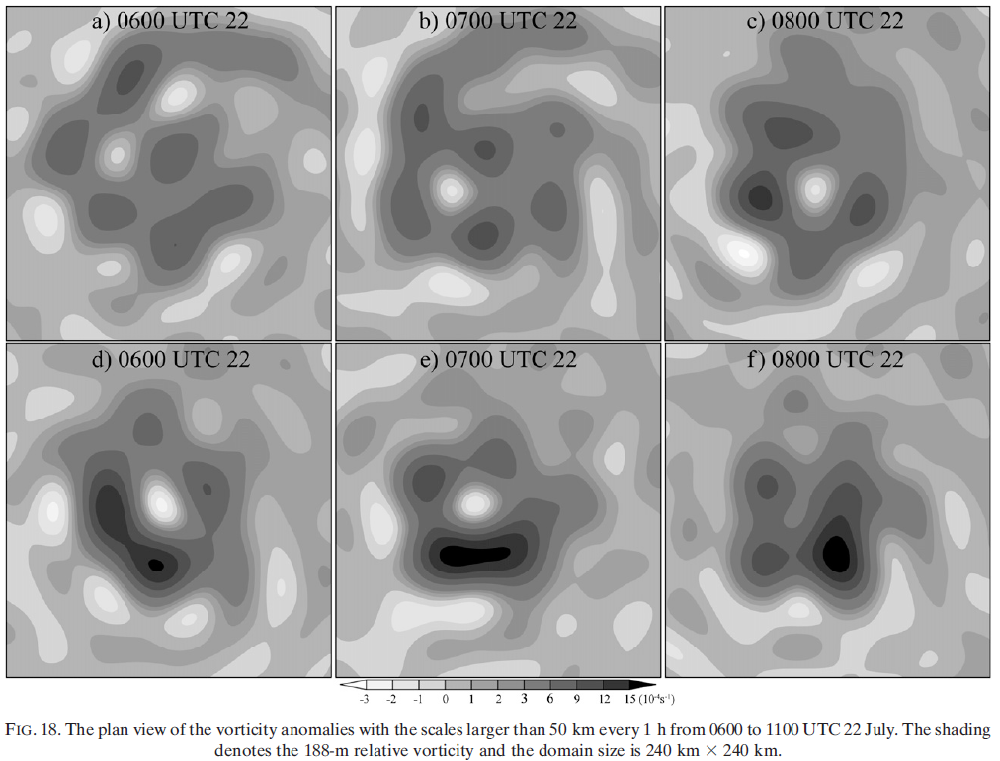 a) 0600 UTC 22
b) 0700 UTC 22
c) 0800 UTC 22
d) 0600 UTC 22
e) 0700 UTC 22
f) 0800 UTC 22
-3 -2 -1 0 1 2 3 6 9 12 15 (10⁻⁴s⁻¹)
FIG. 18. The plan view of the vorticity anomalies with the scales larger than 50 km every 1 h from 0600 to 1100 UTC 22 July. The shading
denotes the 188-m relative vorticity and the domain size is 240 km × 240 km.